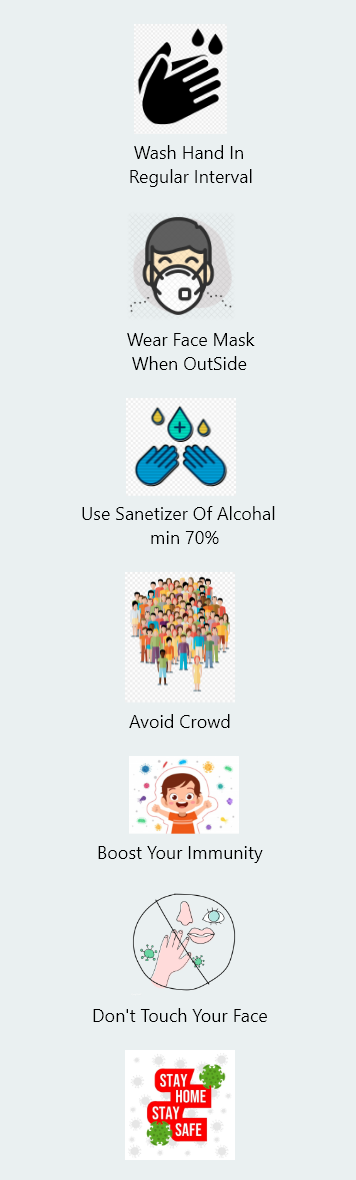 Wash Hand In
Regular Interval
Wear Face Mask
When OutSide
Use Sanetizer Of Alcohal
min 70%
Avoid Crowd
Boost Your Immunity
Don't Touch Your Face
STAY
HOME
STAY
SAFE